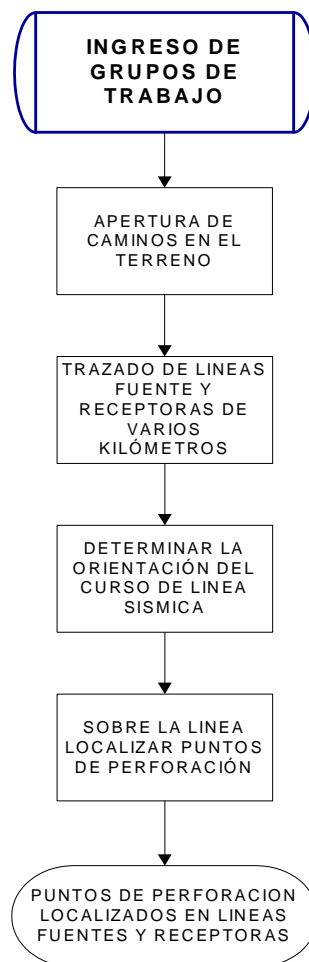 INGRESO DE
GRUPOS DE
TRABAJO
APERTURA DE
CAMINOS EN EL
TERRENO
TRAZADO DE LINEAS
FUENTE Y
RECEPTORAS DE
VARIOS
KILÓMETROS
DETERMINAR LA
ORIENTACIÓN DEL
CURSO DE LINEA
SISMICA
SOBRE LA LINEA
LOCALIZAR PUNTOS
DE PERFORACIÓN
PUNTOS DE PERFORACION
LOCALIZADOS EN LINEAS
FUENTES Y RECEPTORAS